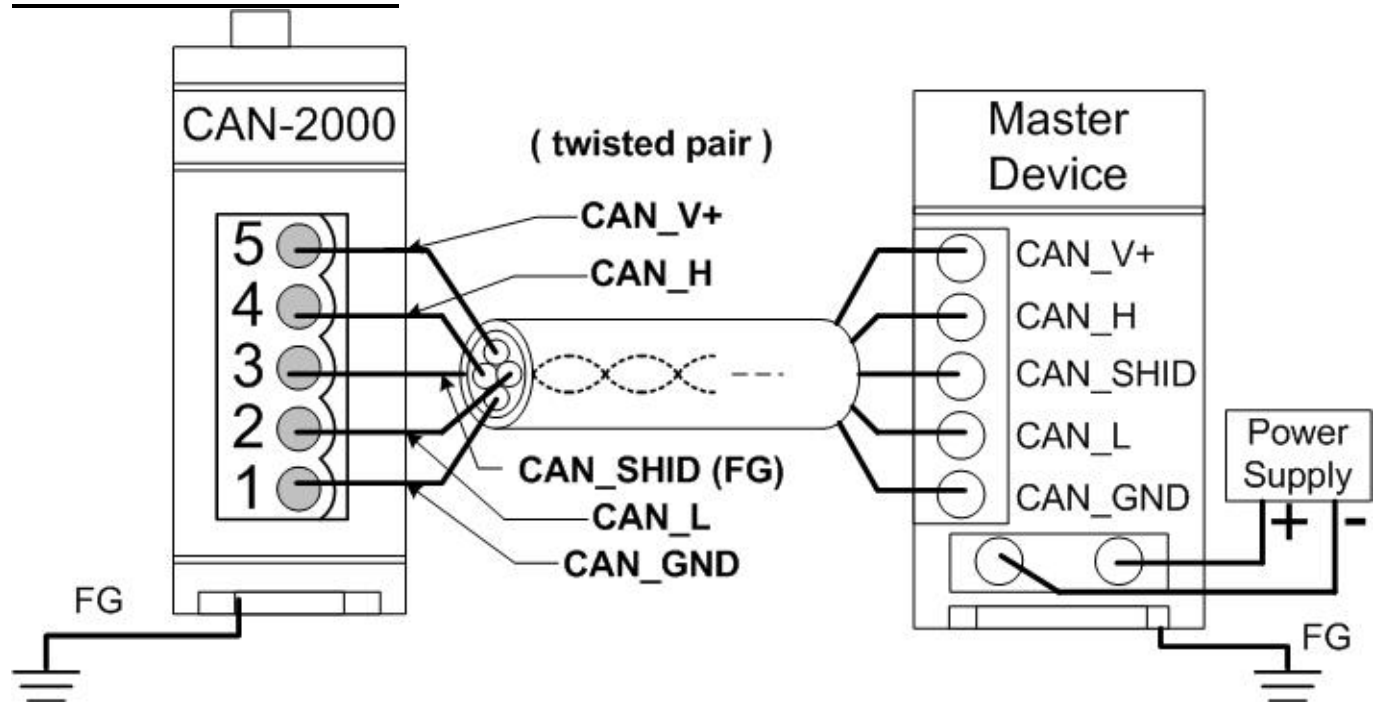 CAN-2000
5
4
3
2
1
FG
( twisted pair )
CAN_V+
CAN_H
CAN_SHID (FG)
CAN_L
CAN_GND
Master
Device
CAN_V+
CAN_H
CAN_SHID
CAN_L
CAN_GND
Power
Supply
+ -
FG